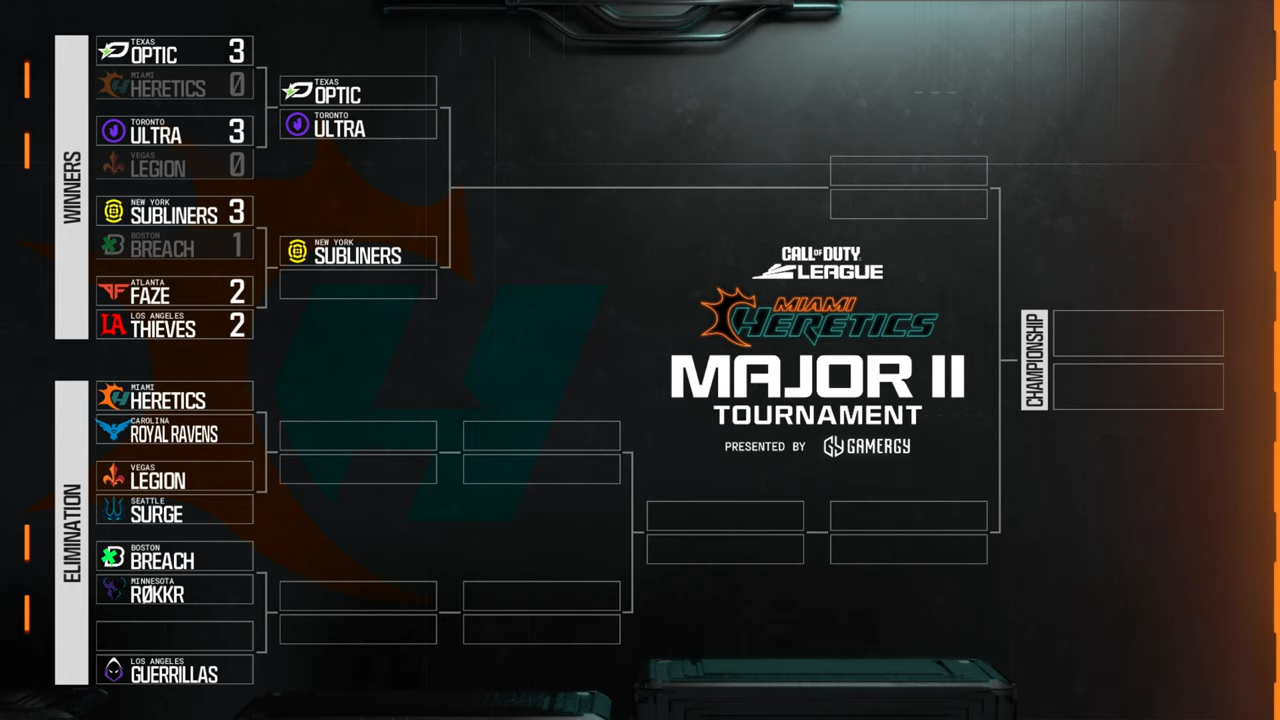 WINNERS
TEXAS
OPTIC 3
MIAMI
HERETICS 0
TORONTO
ULTRA 3
VEGAS
LEGION 0
NEW YORK
SUBLINERS 3
BOSTON
BREACH 1
ATLANTA
FAZE 2
LOS ANGELES
LA THIEVES 2
TEXAS
OPTIC
TORONTO
ULTRA
NEW YORK
SUBLINERS
ELIMINATION
MIAMI
HERETICS
CAROLINA
ROYAL RAVENS
VEGAS
LEGION
SEATTLE
SURGE
BOSTON
BREACH
MINNESOTA
RØKKR
LOS ANGELES
GUERRILLAS
CALL OF DUTY
LEAGUE
MIAMI
HERETICS
MAJOR II
TOURNAMENT
PRESENTED BY GAMERGY
CHAMPIONSHIP